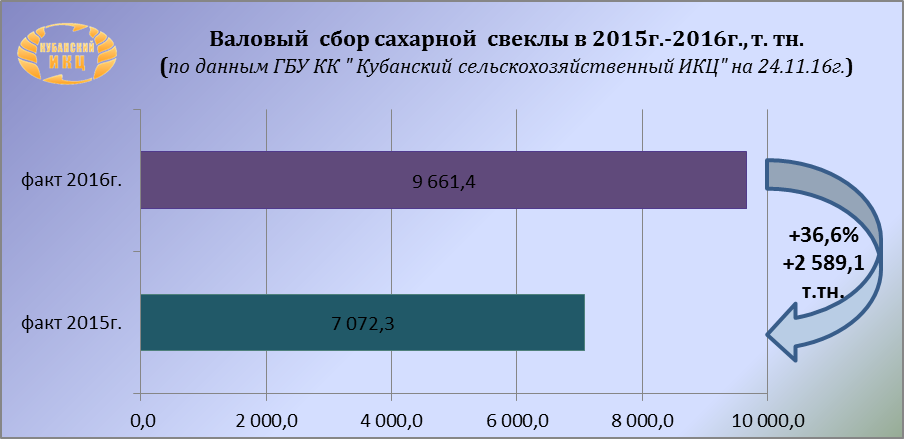 КУБАНСКИЙ
ИКЦ
Валовый сбор сахарной свеклы в 2015г.-2016г., т. тн.
(по данным ГБУ КК " Кубанский сельскохозяйственный ИКЦ" на 24.11.16г.)
факт 2016г.
9 661,4
+36,6%
+2 589,1
т.тн.
факт 2015г.
7 072,3
0,0 2 000,0 4 000,0 6 000,0 8 000,0 10 000,0